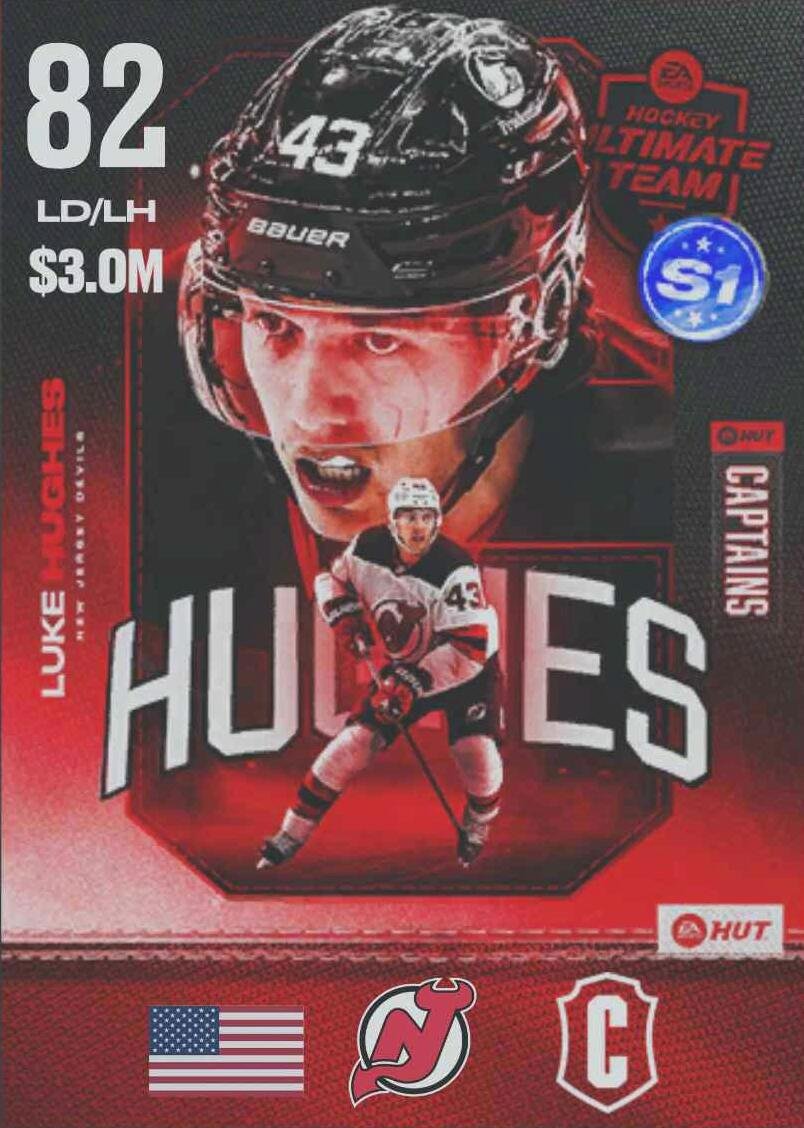 82
LD/LH
$3.0M
43
BAUER
EA
HOCKEY
ULTIMATE
TEAM
S1
LUKE HUGHES
NEW JERSEY DEVILS
HUT
CAPTAINS
43
HUGHES
HUT
C